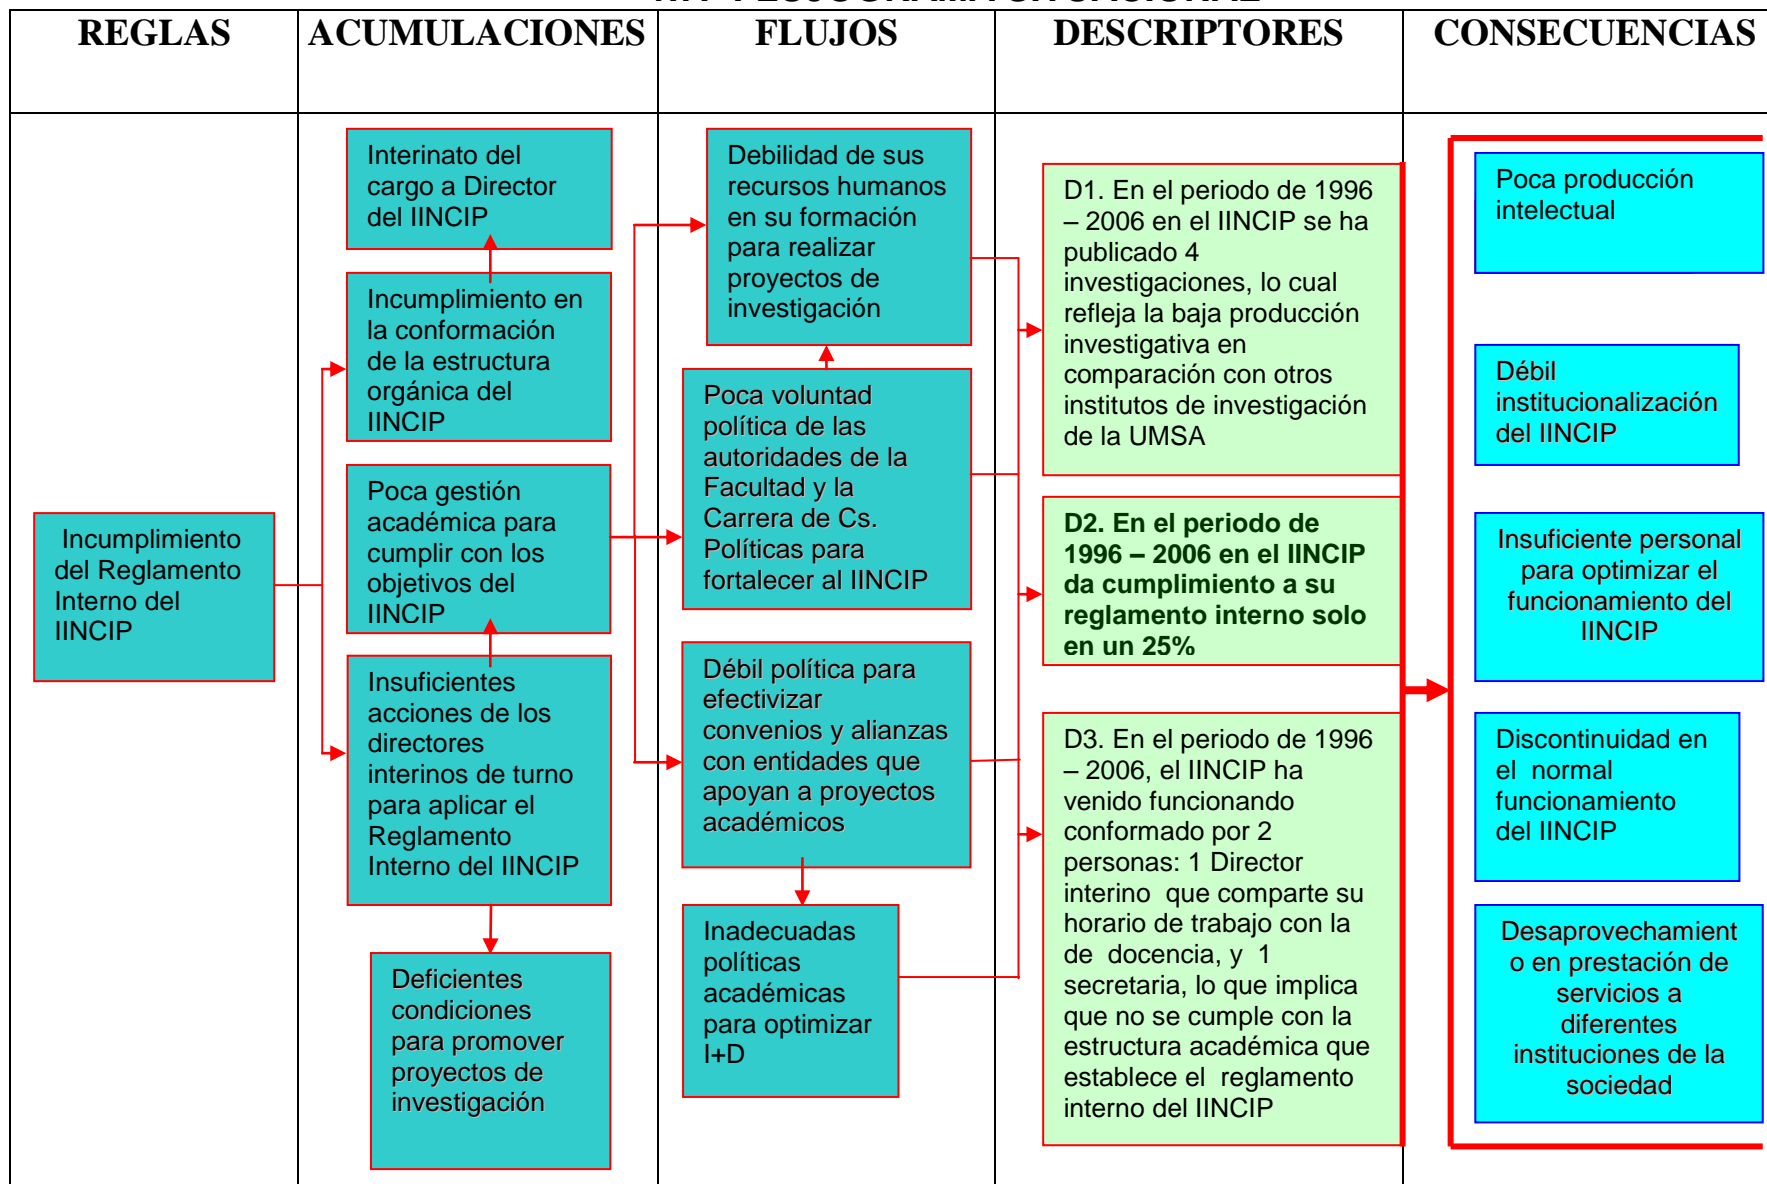 REGLAS
ACUMULACIONES
FLUJOS
DESCRIPTORES
CONSECUENCIAS
Incumplimiento
del Reglamento
Interno del
IINCIP
Interinato del
cargo a Director
del IINCIP
Incumplimiento en
la conformación
de la estructura
orgánica del
IINCIP
Poca gestión
académica para
cumplir con los
objetivos del
IINCIP
Insuficientes
acciones de los
directores
interinos de turno
para aplicar el
Reglamento
Interno del IINCIP
Deficientes
condiciones
para promover
proyectos de
investigación
Debilidad de sus
recursos humanos
en su formación
para realizar
proyectos de
investigación
Poca voluntad
política de las
autoridades de la
Facultad y la
Carrera de Cs.
Políticas para
fortalecer al IINCIP
Débil política para
efectivizar
convenios y alianzas
con entidades que
apoyan a proyectos
académicos
Inadecuadas
políticas
académicas
para optimizar
I+D
D1. En el periodo de 1996
– 2006 en el IINCIP se ha
publicado 4
investigaciones, lo cual
refleja la baja producción
investigativa en
comparación con otros
institutos de investigación
de la UMSA
D2. En el periodo de
1996 – 2006 en el IINCIP
da cumplimiento a su
reglamento interno solo
en un 25%
D3. En el periodo de 1996
– 2006, el IINCIP ha
venido funcionando
conformado por 2
personas: 1 Director
interino que comparte su
horario de trabajo con la
de docencia, y 1
secretaria, lo que implica
que no se cumple con la
estructura académica que
establece el reglamento
interno del IINCIP
Poca producción
intelectual
Débil
institucionalización
del IINCIP
Insuficiente personal
para optimizar el
funcionamiento del
IINCIP
Discontinuidad en
el normal
funcionamiento
del IINCIP
Desaprovechamient
o en prestación de
servicios a
diferentes
instituciones de la
sociedad